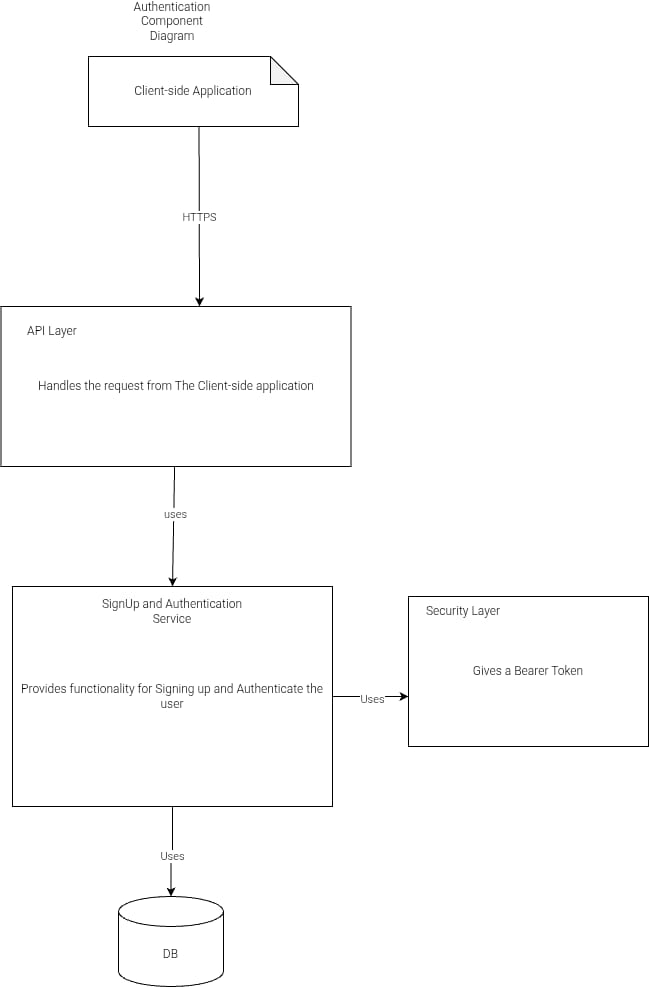 Authentication
Component
Diagram
Client-side Application
HTTPS
API Layer
Handles the request from The Client-side application
uses
SignUp and Authentication
Service
Provides functionality for Signing up and Authenticate the
user
Uses
Security Layer
Gives a Bearer Token
Uses
DB